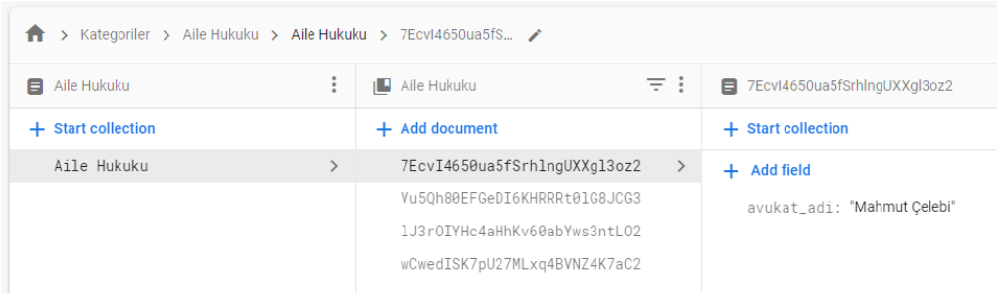 Kategoriler > Aile Hukuku > Aile Hukuku > 7EcvI4650ua5fS...
Aile Hukuku
Aile Hukuku
7EcvI4650ua5fSrhlngUXXgl3oz2
+ Start collection
+ Add document
+ Start collection
Aile Hukuku
7EcvI4650ua5fSrhlngUXXgl3oz2
+ Add field
Vu5Qh80EFGeDI6KHRRRt0lG8JCG3
avukat_adi: "Mahmut Çelebi"
lJ3rOIYHc4aHhKv60abYws3ntLO2
wCwedISK7pU27MLxq4BVNZ4K7aC2